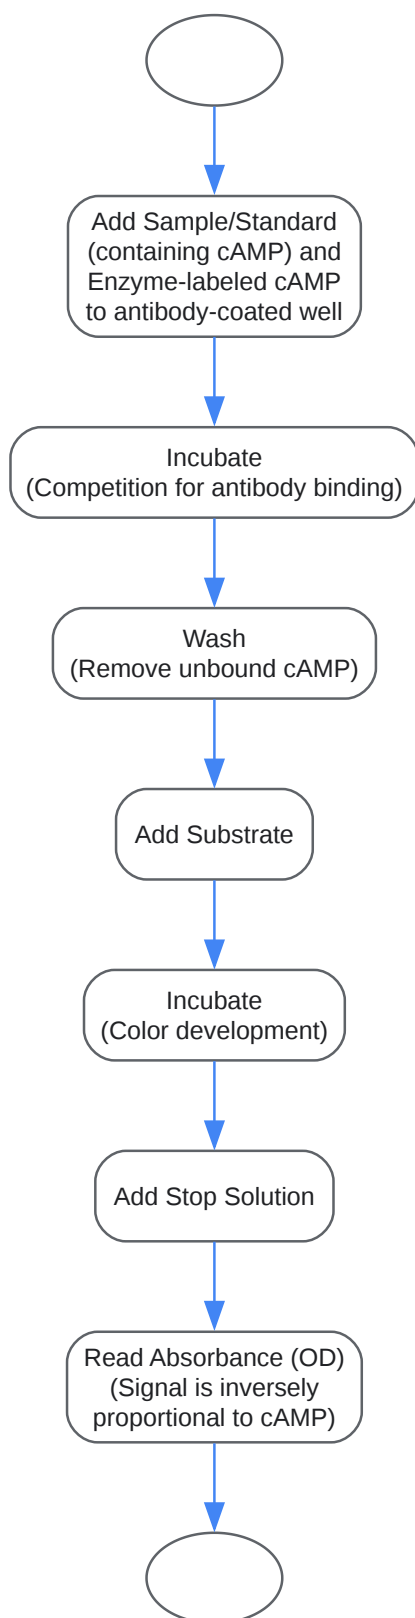 Add Sample/Standard
(containing cAMP) and
Enzyme-labeled cAMP
to antibody-coated well
Incubate
(Competition for antibody binding)
Wash
(Remove unbound cAMP)
Add Substrate
Incubate
(Color development)
Add Stop Solution
Read Absorbance (OD)
(Signal is inversely
proportional to cAMP)